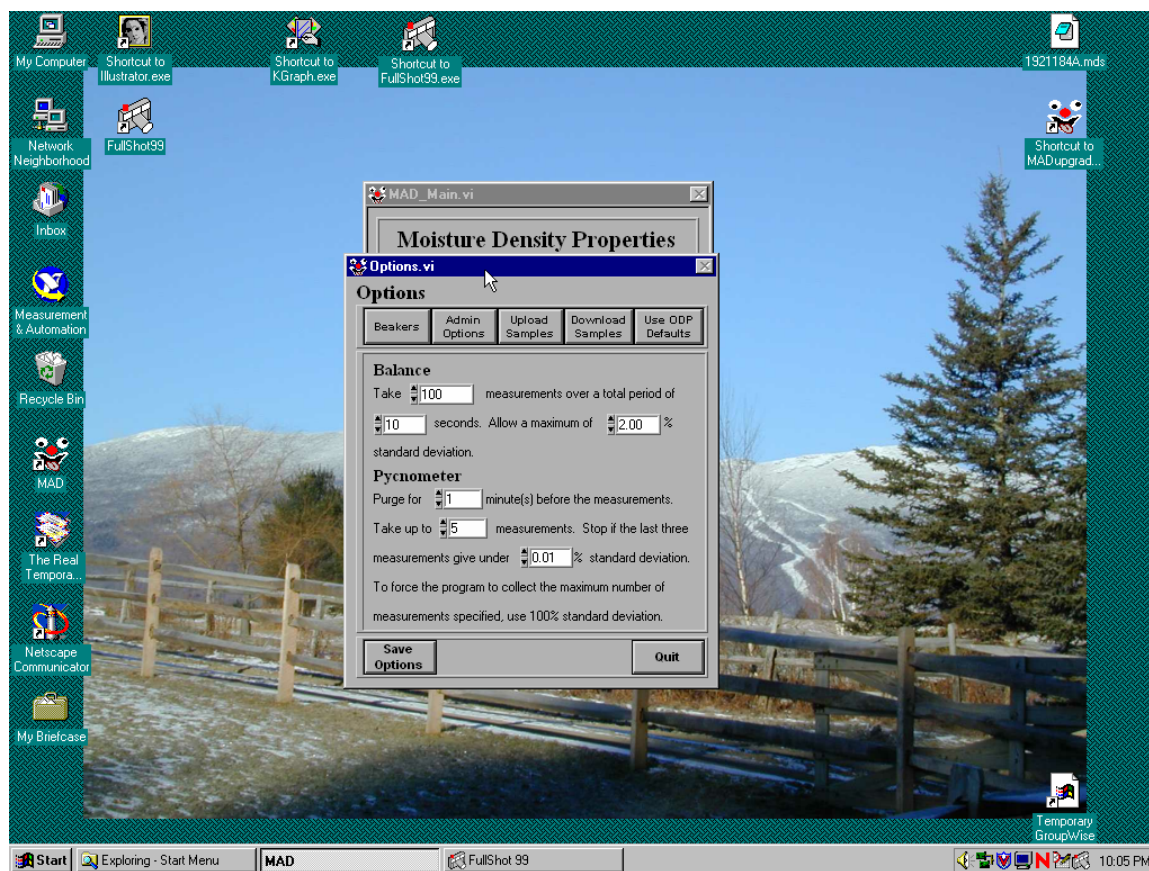 My Computer
Shortcut to
Illustrator.exe
Shortcut to
KGraph.exe
Shortcut to
FullShot99.exe
1921184A.mds
Network
Neighborhood
FullShot99
Shortcut to
MADupgrad...
Inbox
MAD_Main.vi
Moisture Density Properties
Options.vi
Options
Beakers
Admin
Options
Upload
Samples
Download
Samples
Use ODP
Defaults
Measurement
& Automation
Balance
Take 100 measurements over a total period of
10 seconds. Allow a maximum of 2.00 %
standard deviation.
Recycle Bin
Pycnometer
Purge for 1 minute(s) before the measurements.
Take up to 5 measurements. Stop if the last three
measurements give under 0.01 % standard deviation.
To force the program to collect the maximum number of
measurements specified, use 100% standard deviation.
MAD
The Real
Tempora...
Save
Options
Quit
Netscape
Communicator
My Briefcase
Temporary
GroupWise
Start
Exploring - Start Menu
MAD
FullShot 99
N
10:05 PM